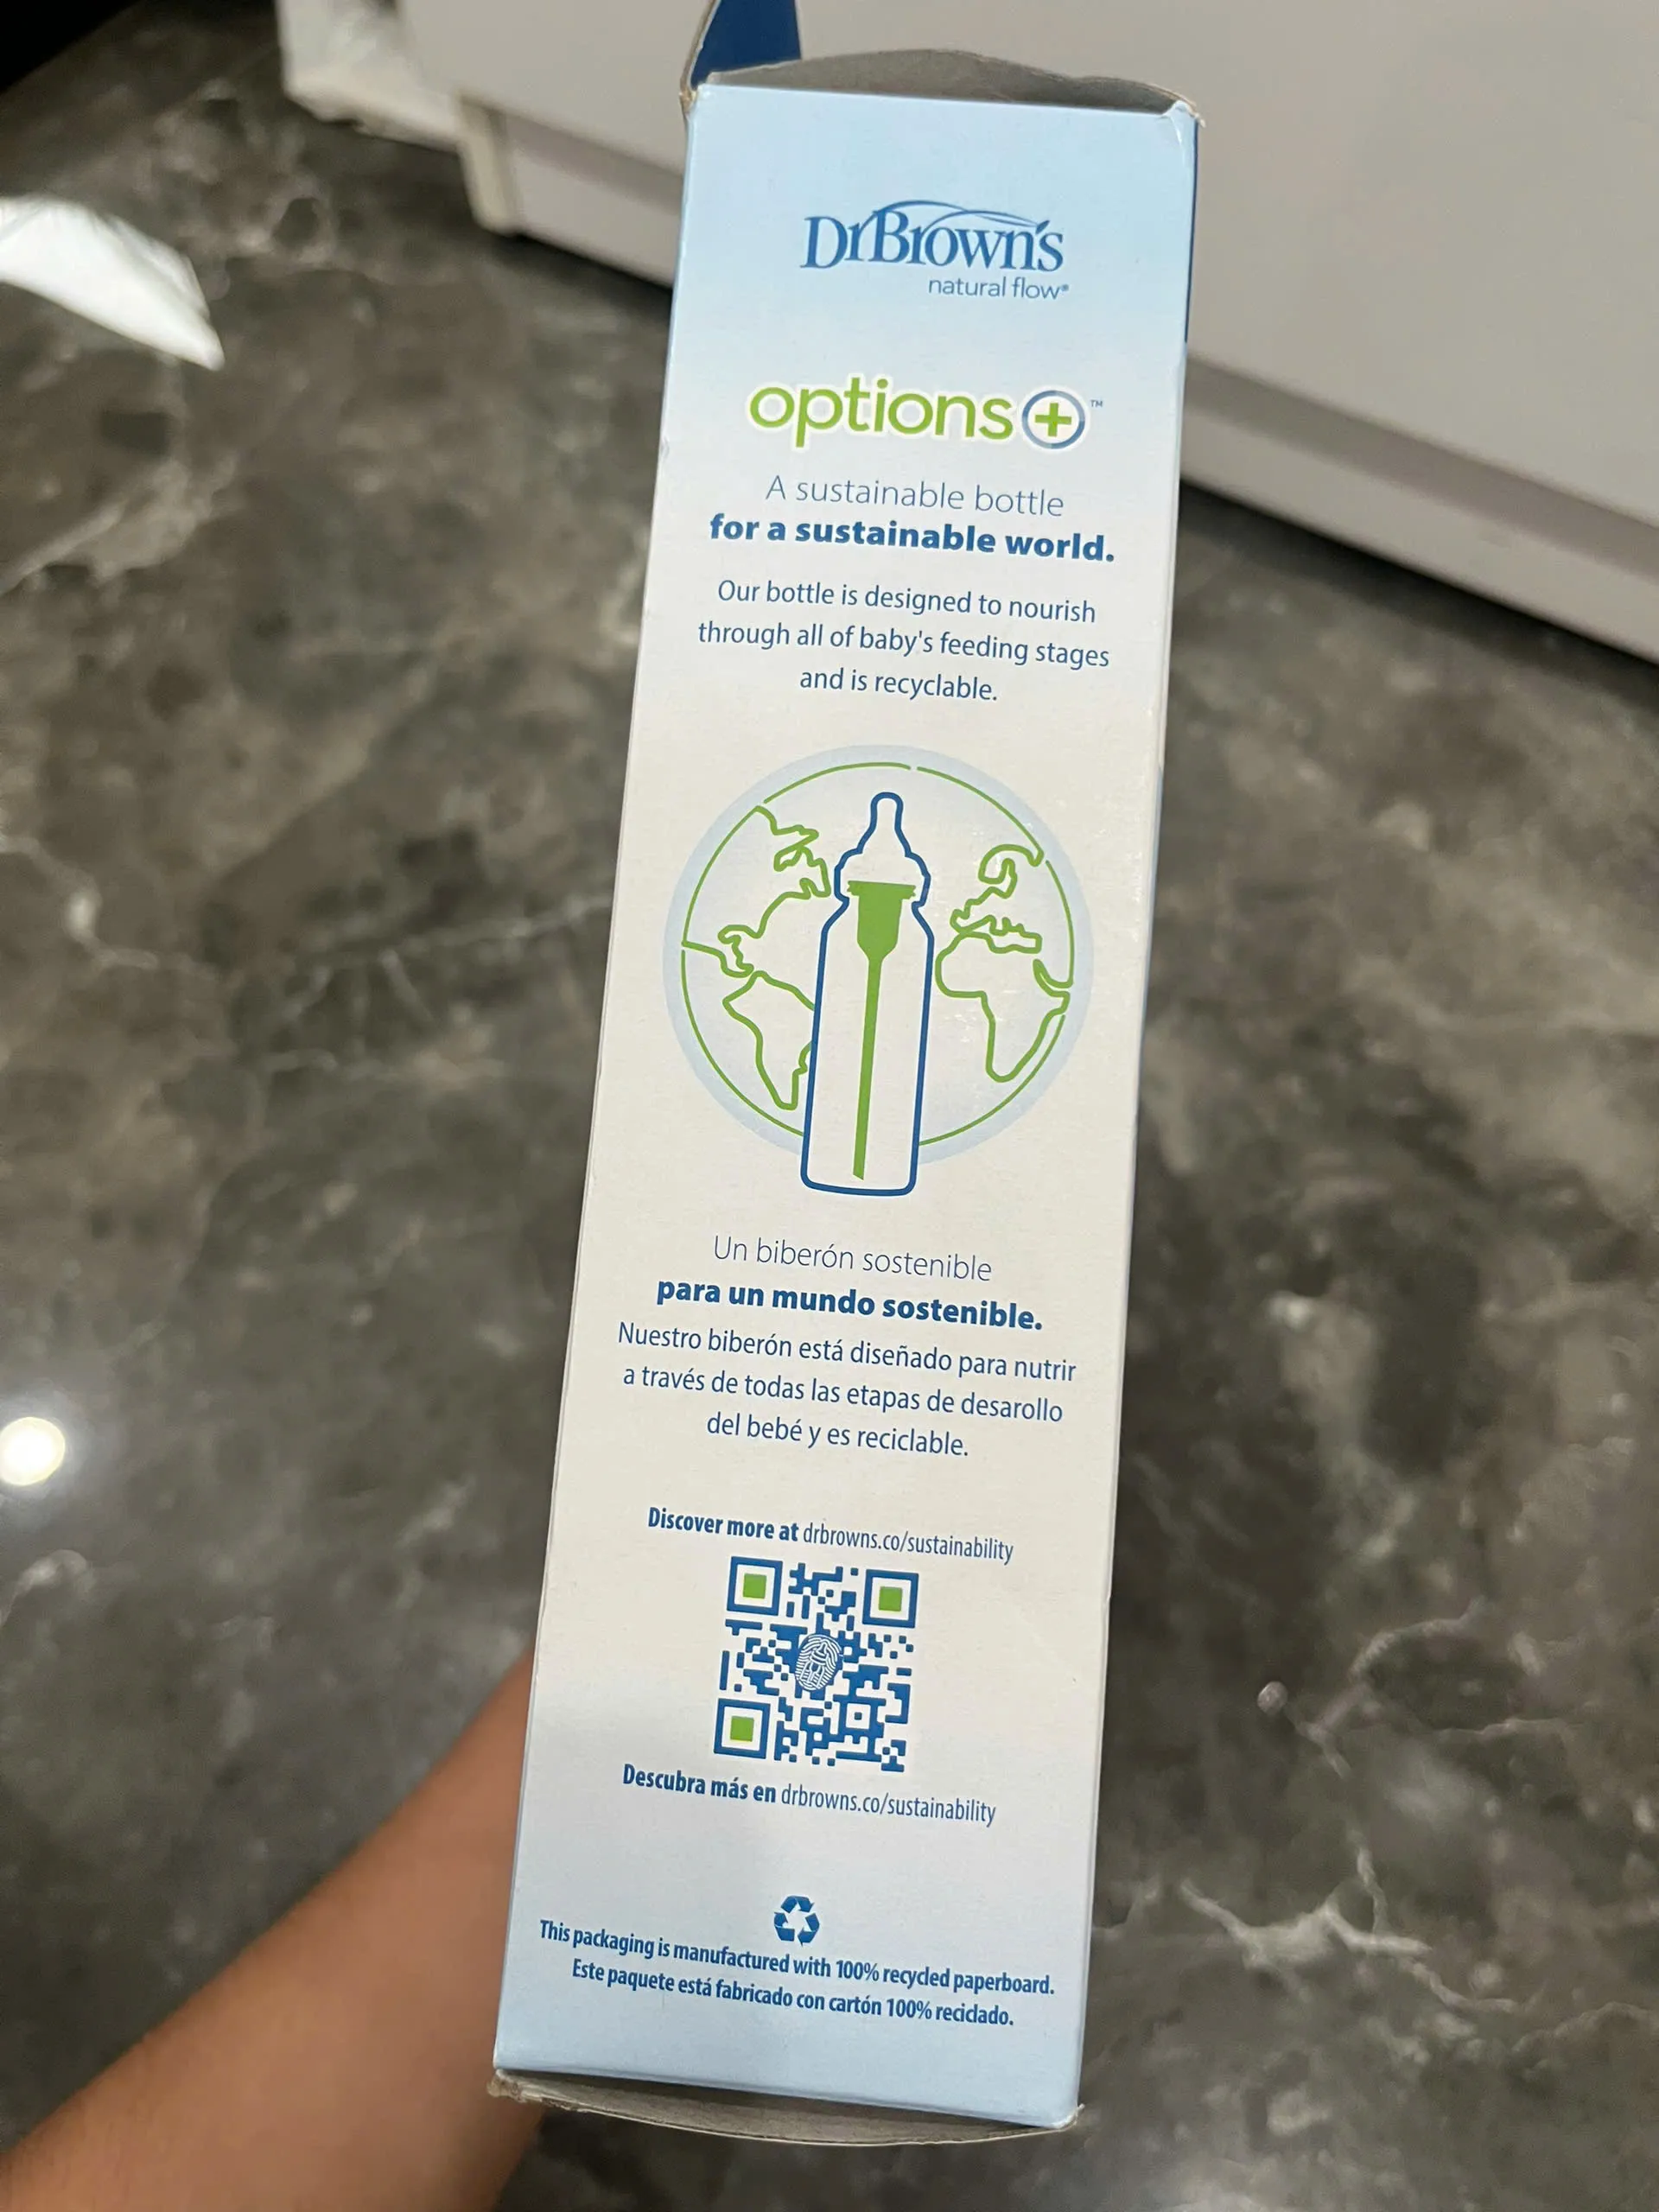 DrBrown's
natural flow®
options+™
A sustainable bottle
for a sustainable world.
Our bottle is designed to nourish
through all of baby's feeding stages
and is recyclable.
Un biberón sostenible
para un mundo sostenible.
Nuestro biberón está diseñado para nutrir
a través de todas las etapas de desarollo
del bebé y es reciclable.
Discover more at drbrowns.co/sustainability
Descubra más en drbrowns.co/sustainability
This packaging is manufactured with 100% recycled paperboard.
Este paquete está fabricado con cartón 100% reciclado.